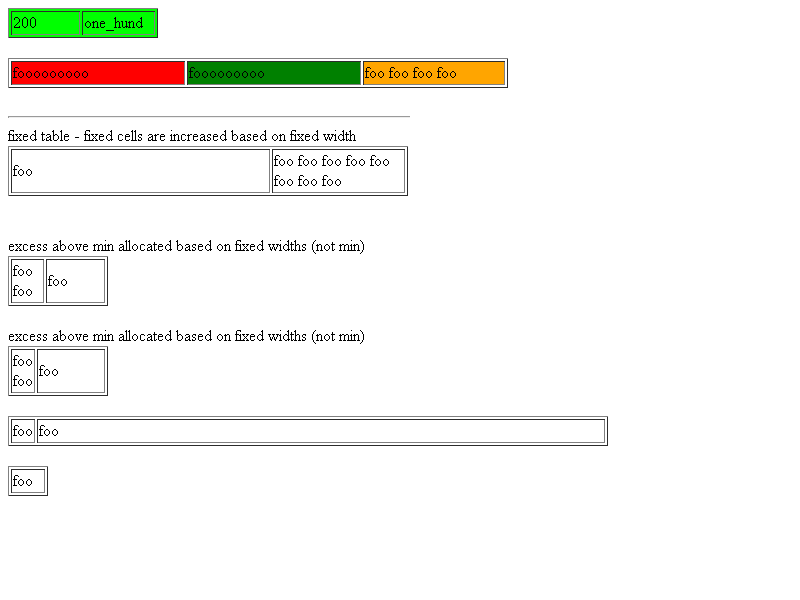 200 one_hund
fooooooooo fooooooooo foo foo foo foo
fixed table - fixed cells are increased based on fixed width
foo foo foo foo foo foo
foo foo foo
excess above min allocated based on fixed widths (not min)
foo
foo
foo
excess above min allocated based on fixed widths (not min)
foo
foo
foo
foo foo
foo